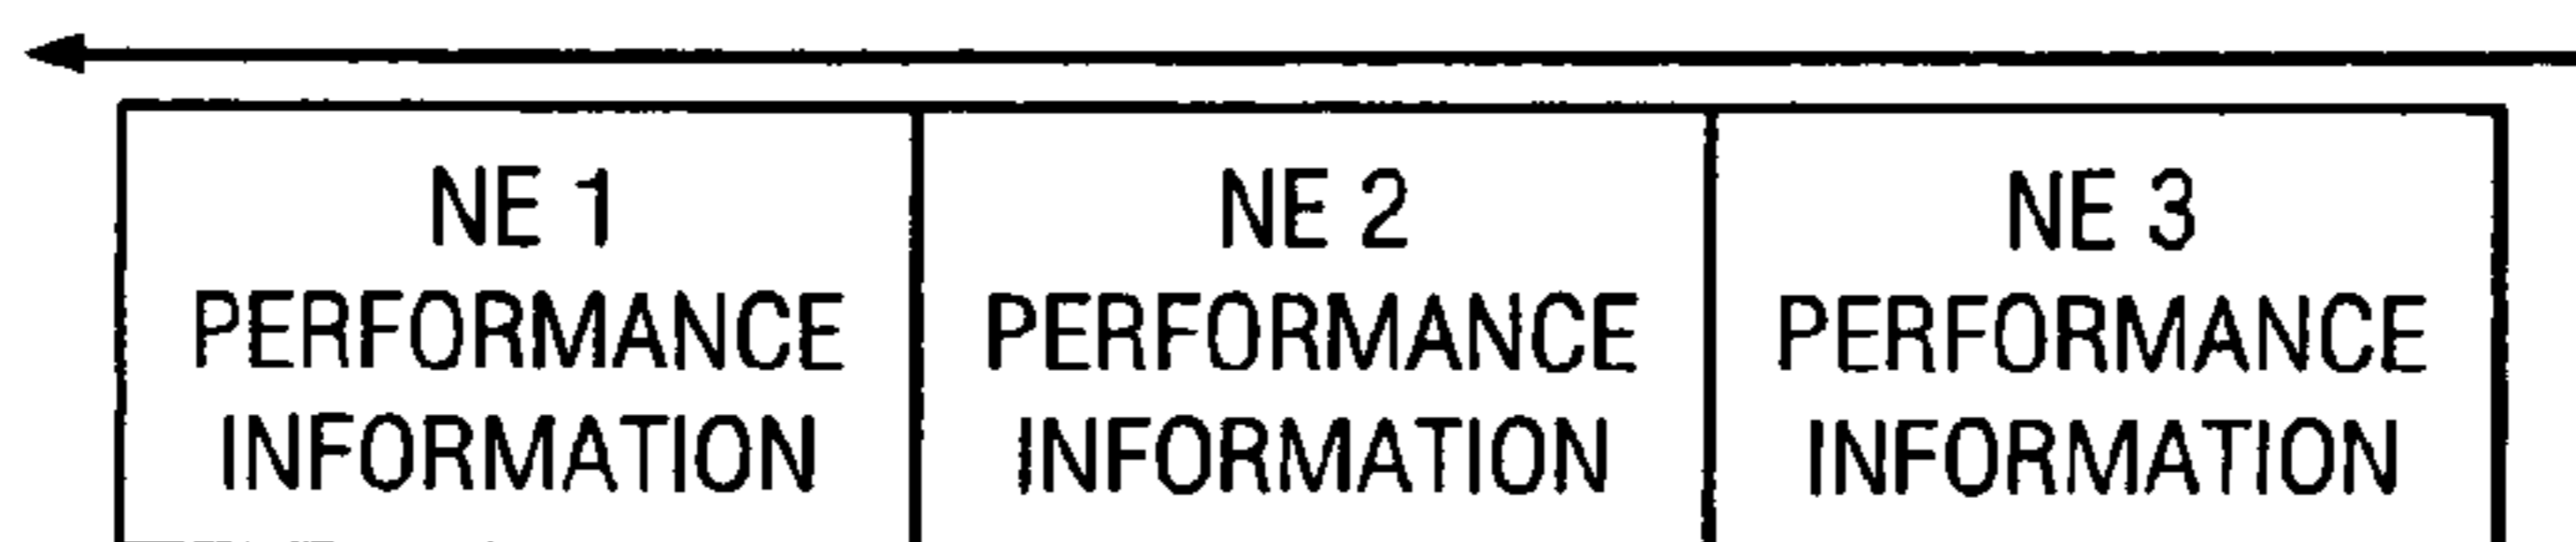 NE 1
PERFORMANCE
INFORMATION
NE 2
PERFORMANCE
INFORMATION
NE 3
PERFORMANCE
INFORMATION